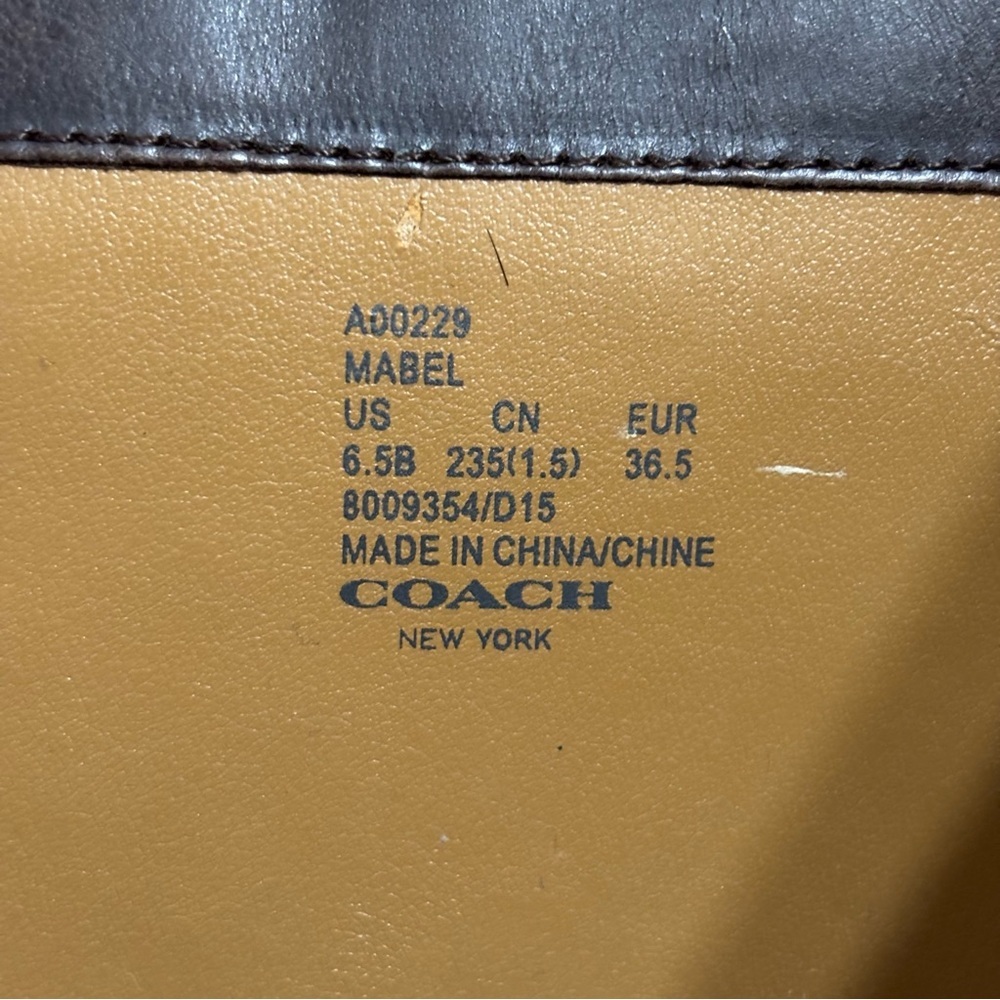 A00229
MABEL
US CN EUR
6.5B 235(1.5) 36.5
8009354/D15
MADE IN CHINA/CHINE
COACH
NEW YORK